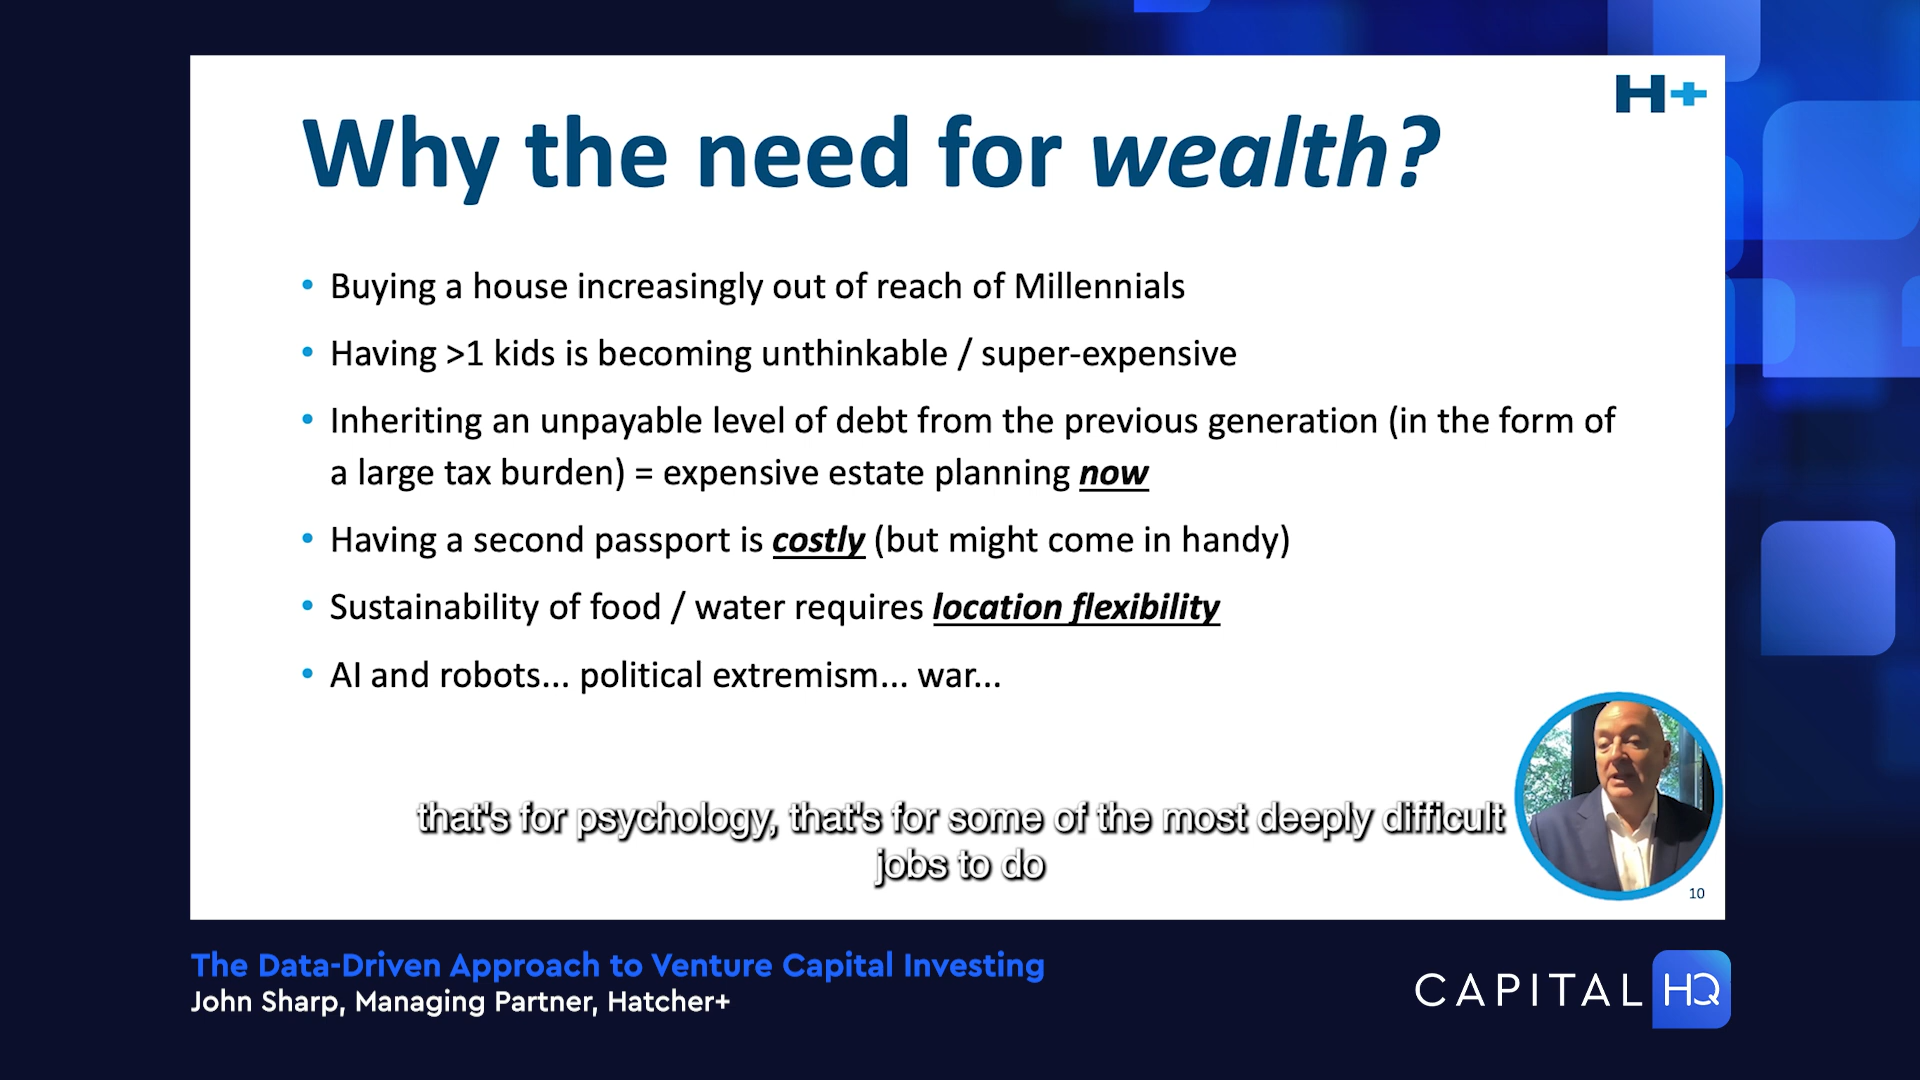 H+
Why the need for wealth?
• Buying a house increasingly out of reach of Millennials
• Having >1 kids is becoming unthinkable / super-expensive
• Inheriting an unpayable level of debt from the previous generation (in the form of
a large tax burden) = expensive estate planning now
• Having a second passport is costly (but might come in handy)
• Sustainability of food / water requires location flexibility
• AI and robots... political extremism... war...
that's for psychology, that's for some of the most deeply difficult
jobs to do
10
The Data-Driven Approach to Venture Capital Investing
John Sharp, Managing Partner, Hatcher+
CAPITAL HQ